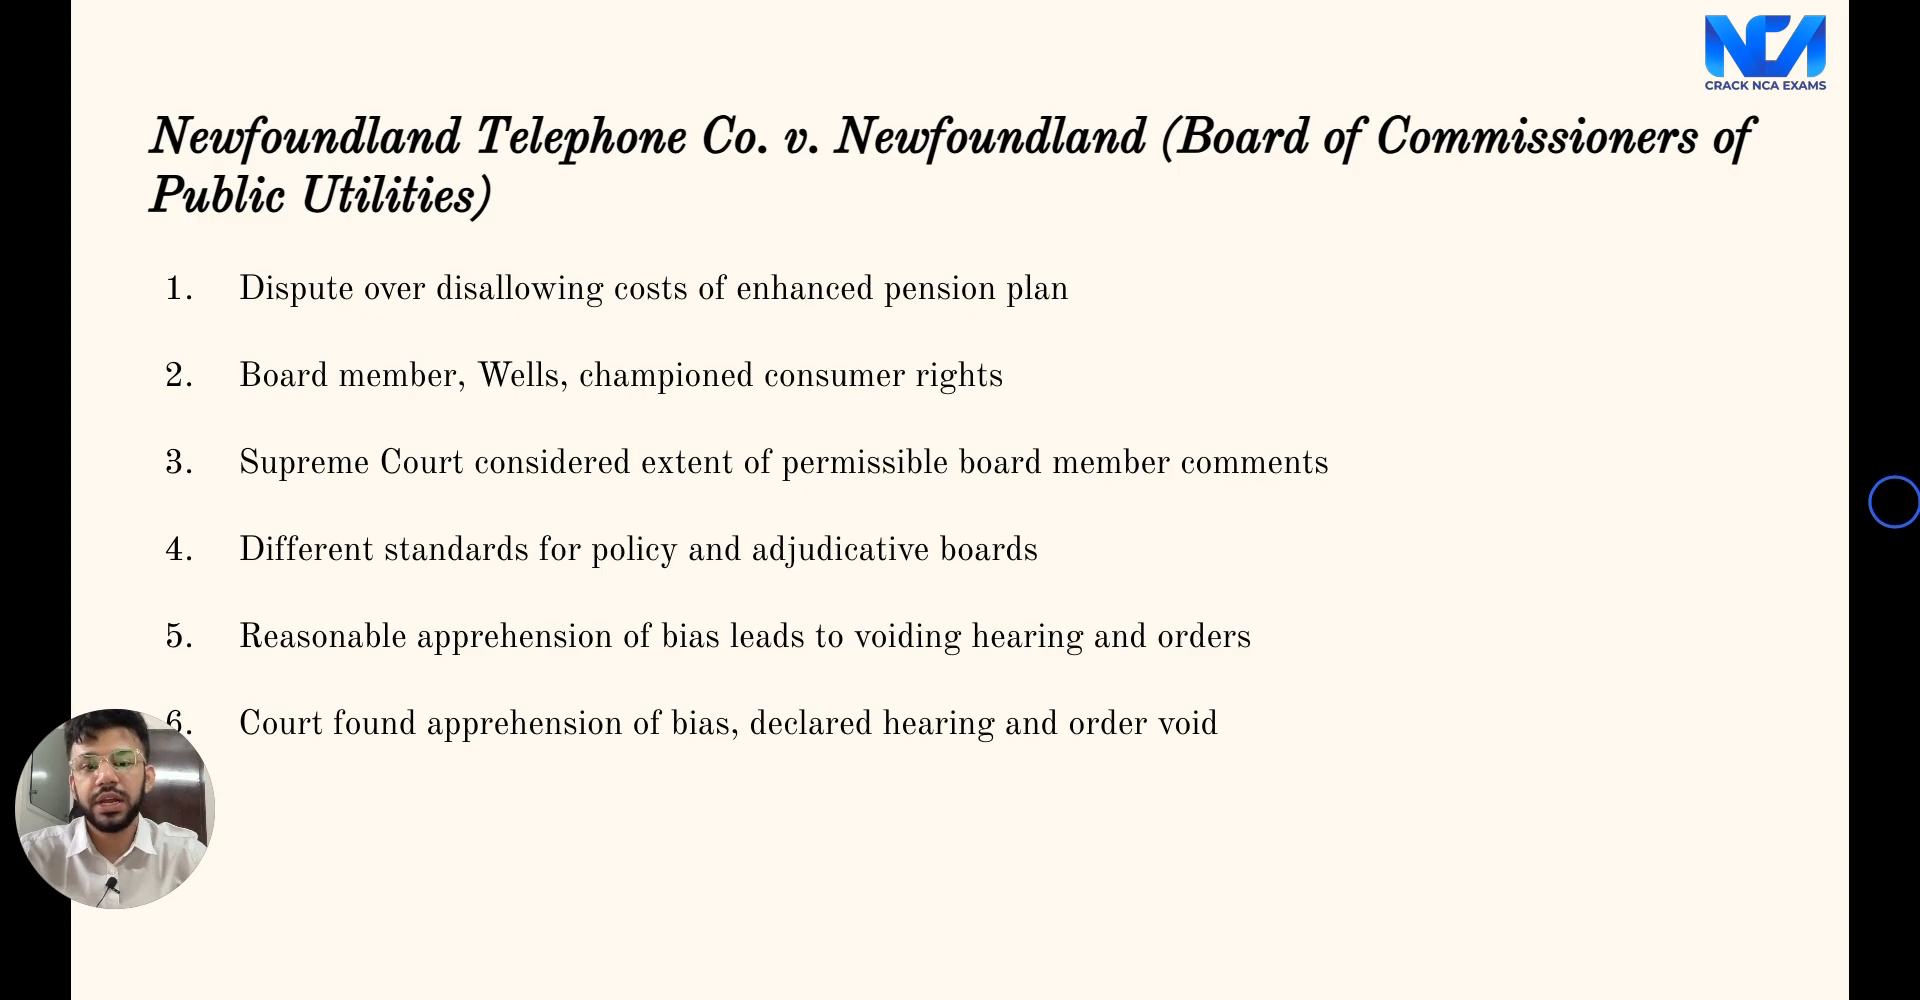 NCA
CRACK NCA EXAMS
Newfoundland Telephone Co. v. Newfoundland (Board of Commissioners of
Public Utilities)
1. Dispute over disallowing costs of enhanced pension plan
2. Board member, Wells, championed consumer rights
3. Supreme Court considered extent of permissible board member comments
4. Different standards for policy and adjudicative boards
5. Reasonable apprehension of bias leads to voiding hearing and orders
6. Court found apprehension of bias, declared hearing and order void